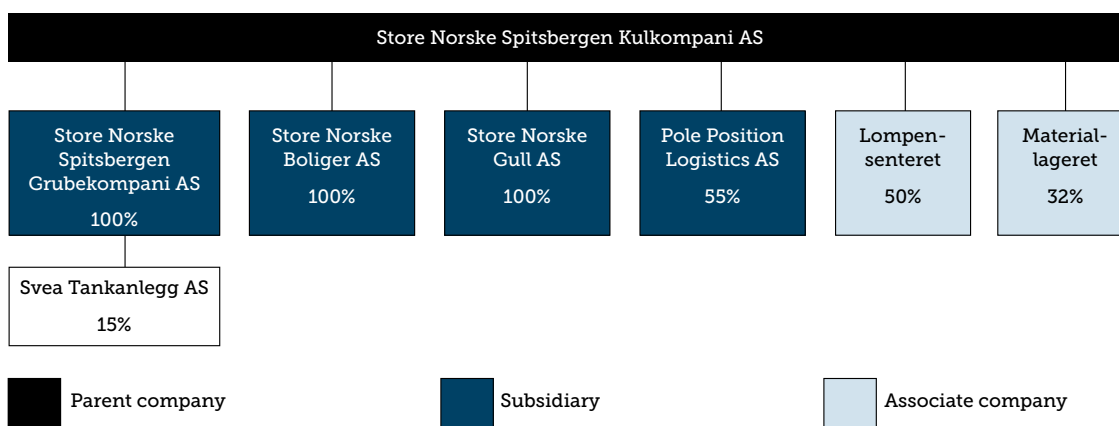 Store Norske Spitsbergen Kulkompani AS
Store Norske
Spitsbergen
Grubekompani AS
100%
Store Norske
Boliger AS
100%
Store Norske
Gull AS
100%
Pole Position
Logistics AS
55%
Lompen-
senteret
50%
Material-
lageret
32%
Svea Tankanlegg AS
15%
Parent company
Subsidiary
Associate company